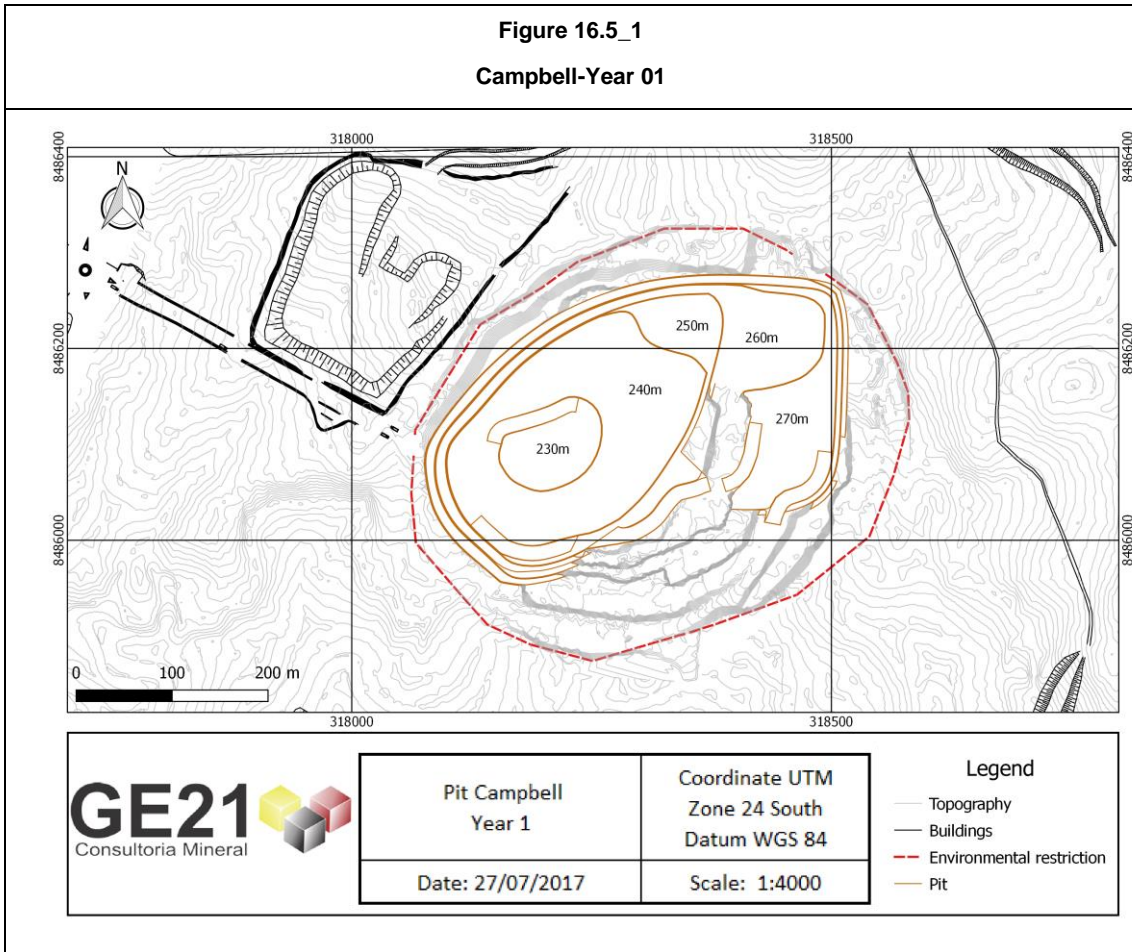 Figure 16.5_1
Campbell-Year 01
318000 318500
8486400 8486400
N
250m 260m
8486200 8486200
240m
270m
230m
8486000 8486000
0 100 200 m
318000 318500
GE21
Consultoria Mineral
Pit Campbell
Year 1
Date: 27/07/2017
Coordinate UTM
Zone 24 South
Datum WGS 84
Scale: 1:4000
Legend
Topography
Buildings
Environmental restriction
Pit